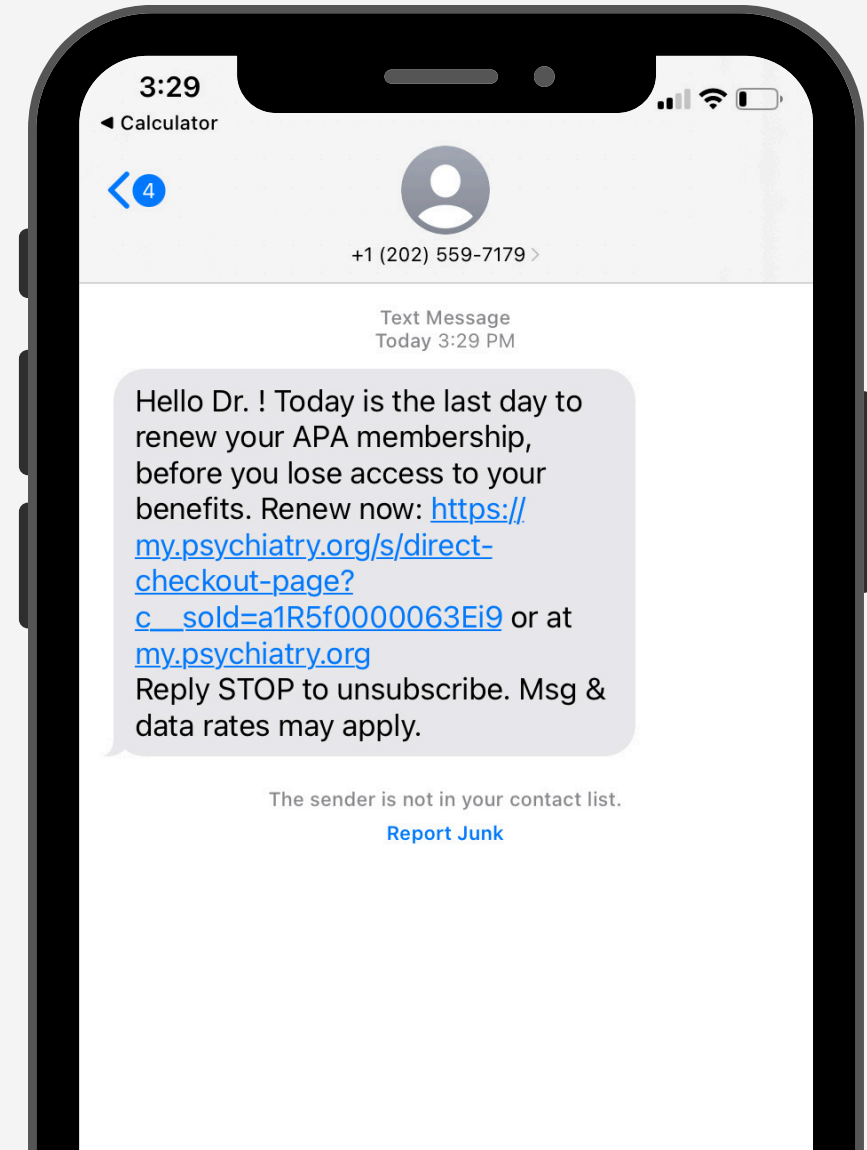 3:29
◀ Calculator
4
+1 (202) 559-7179
Text Message
Today 3:29 PM
Hello Dr. ! Today is the last day to
renew your APA membership,
before you lose access to your
benefits. Renew now: https://
my.psychiatry.org/s/direct-
checkout-page?
c__sold=a1R5f0000063Ei9 or at
my.psychiatry.org
Reply STOP to unsubscribe. Msg &
data rates may apply.
The sender is not in your contact list.
Report Junk